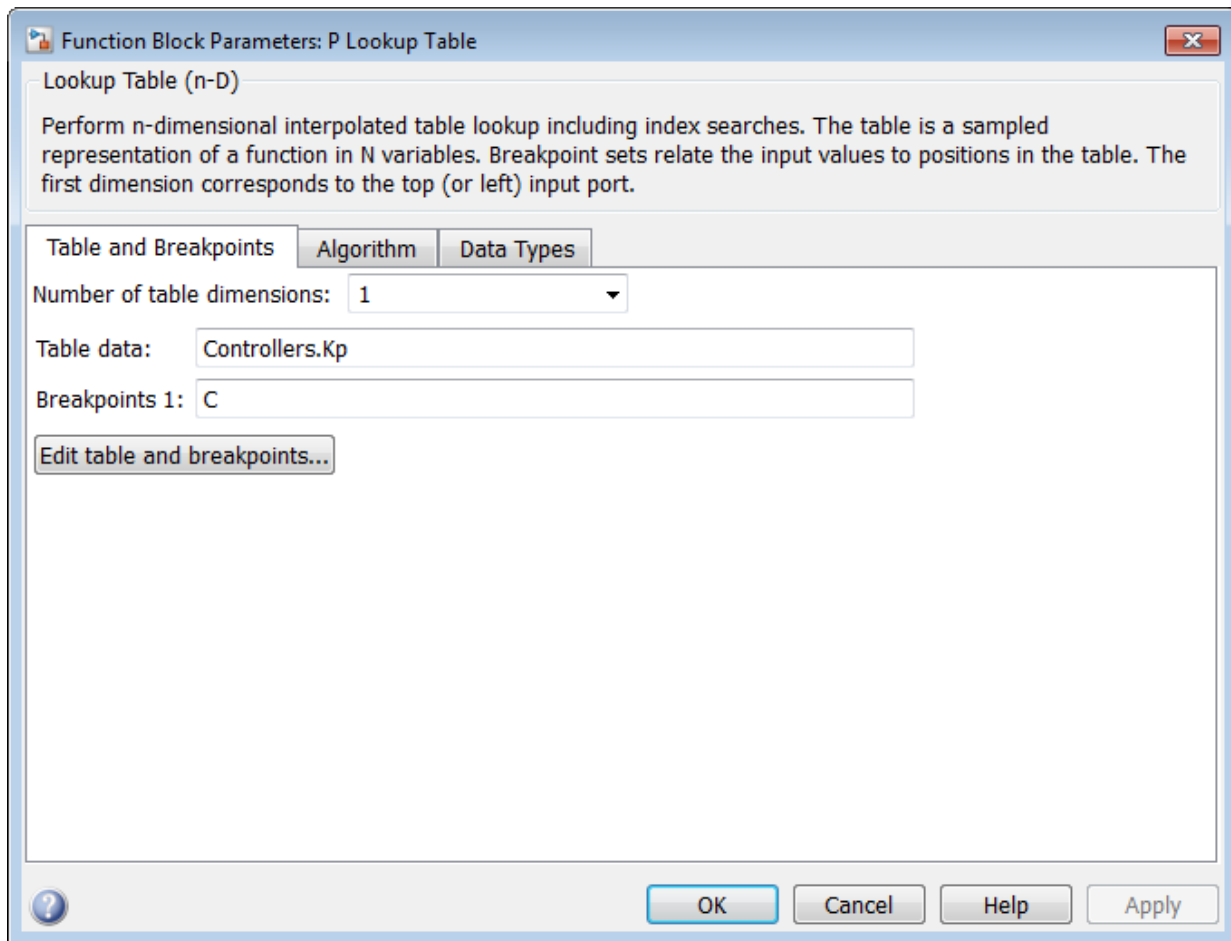 Function Block Parameters: P Lookup Table
Lookup Table (n-D)
Perform n-dimensional interpolated table lookup including index searches. The table is a sampled
representation of a function in N variables. Breakpoint sets relate the input values to positions in the table. The
first dimension corresponds to the top (or left) input port.
Table and Breakpoints Algorithm Data Types
Number of table dimensions: 1
Table data: Controllers.Kp
Breakpoints 1: C
Edit table and breakpoints...
? OK Cancel Help Apply